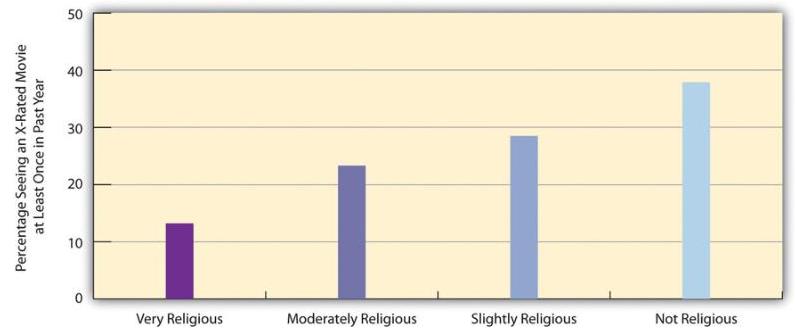 Percentage Seeing an X-Rated Movie
at Least Once in Past Year
50
40
30
20
10
0
Very Religious
Moderately Religious
Slightly Religious
Not Religious